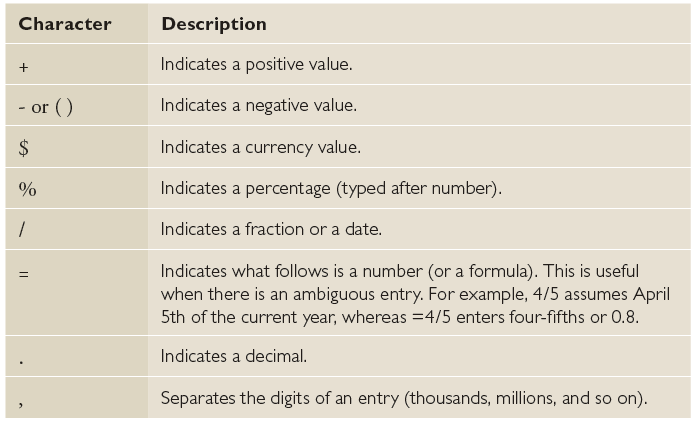 Character Description
+ Indicates a positive value.
- or ( ) Indicates a negative value.
$ Indicates a currency value.
% Indicates a percentage (typed after number).
/ Indicates a fraction or a date.
= Indicates what follows is a number (or a formula). This is useful
when there is an ambiguous entry. For example, 4/5 assumes April
5th of the current year, whereas =4/5 enters four-fifths or 0.8.
. Indicates a decimal.
, Separates the digits of an entry (thousands, millions, and so on).